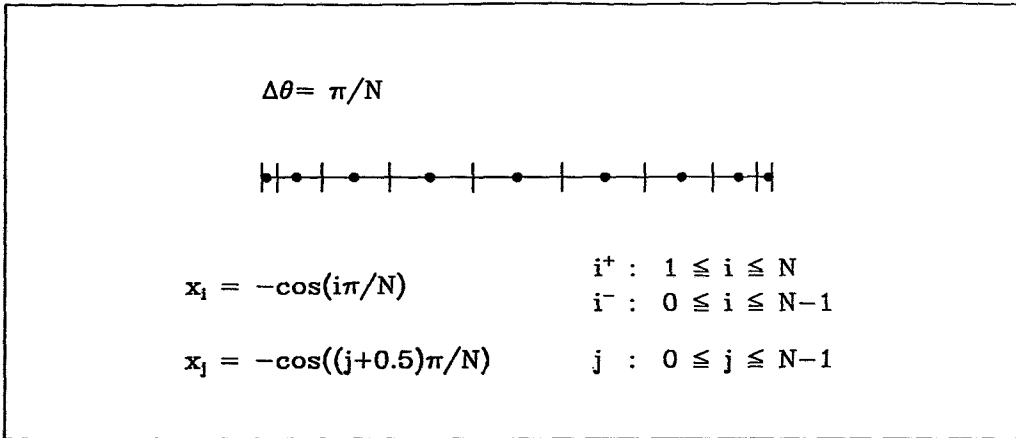 Δθ= π/N
xᵢ = −cos(iπ/N)
i⁺ : 1 ≦ i ≦ N
i⁻ : 0 ≦ i ≦ N−1
xⱼ = −cos((j+0.5)π/N) j : 0 ≦ j ≦ N−1